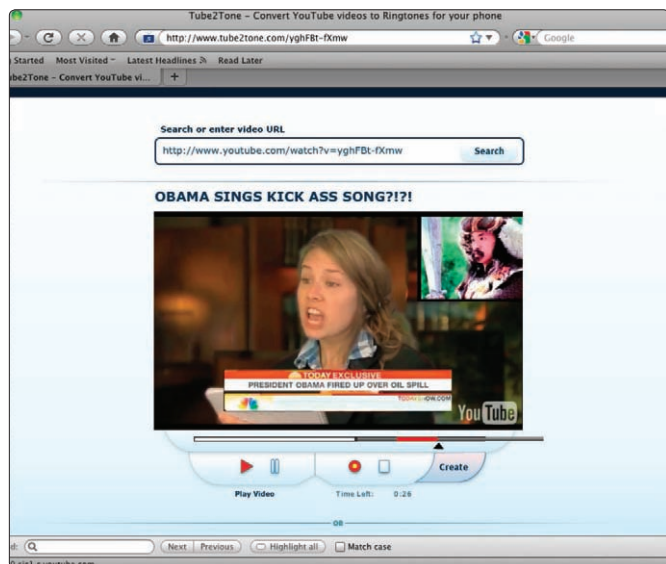 Tube2Tone – Convert YouTube videos to Ringtones for your phone
http://www.tube2tone.com/yghFBt-fXmw
Google
Started Most Visited Latest Headlines Read Later
be2Tone – Convert YouTube vi... +
Search or enter video URL
http://www.youtube.com/watch?v=yghFBt-fXmw Search
OBAMA SINGS KICK ASS SONG?!?!
TODAY EXCLUSIVE
PRESIDENT OBAMA FIRED UP OVER OIL SPILL
YouTube
Create
Play Video Time Left: 0:26
OR
Next Previous Highlight all Match case